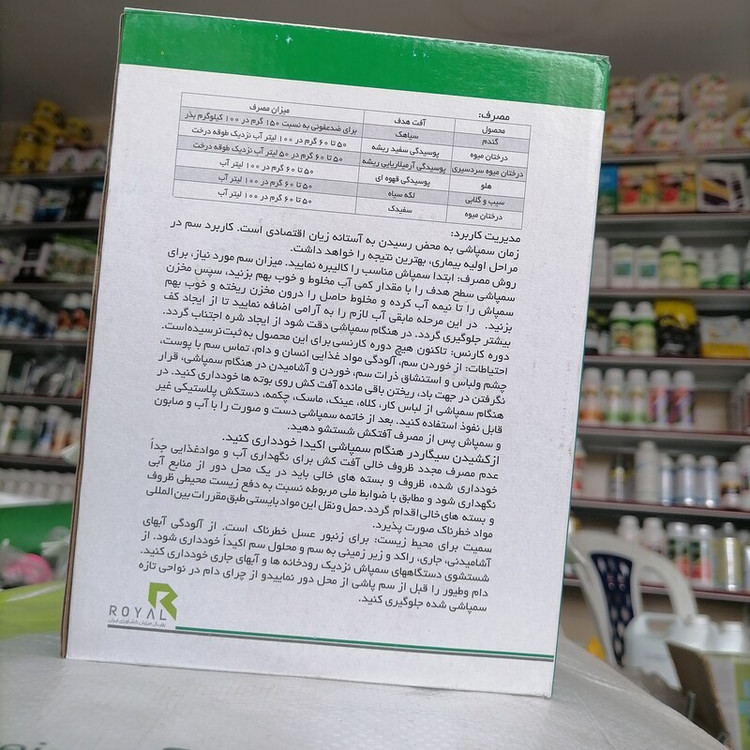 مصرف:
محصول آفت هدف میزان مصرف
گندم سیاهک برای ضدعفونی به نسبت ۱۵۰ گرم در ۱۰۰ کیلوگرم بذر
درختان میوه پوسیدگی سفید ریشه ۵۰ تا ۶۰ گرم در ۱۰۰ لیتر آب نزدیک طوقه درخت
درختان میوه سردسیری پوسیدگی آرمیلاریایی ریشه ۵۰ تا ۶۰ گرم در ۵۰ لیتر آب نزدیک طوقه درخت
هلو پوسیدگی قهوه ای ۵۰ تا ۶۰ گرم در ۱۰۰ لیتر آب
سیب و گلابی لکه سیاه ۵۰ تا ۶۰ گرم در ۱۰۰ لیتر آب
درختان میوه سفیدک ۵۰ تا ۶۰ گرم در ۱۰۰ لیتر آب
مدیریت کاربرد:
زمان سمپاشی به محض رسیدن به آستانه زیان اقتصادی است. کاربرد سم در
مراحل اولیه بیماری، بهترین نتیجه را خواهد داشت.
روش مصرف: ابتدا سمپاش مناسب را کالیبره نمایید. میزان سم مورد نیاز، برای
سمپاشی سطح هدف را با مقدار کمی آب مخلوط و خوب بهم بزنید، سپس مخزن
سمپاش را تا نیمه آب کرده و مخلوط حاصل را درون مخزن ریخته و خوب بهم
بزنید. در این مرحله مابقی آب لازم را به آرامی اضافه نمایید تا از ایجاد کف
بیشتر جلوگیری گردد. در هنگام سمپاشی دقت شود از ایجاد شره اجتناب گردد.
دوره کارنس: تاکنون هیچ دوره کارنسی برای این محصول به ثبت نرسیده‌است.
احتیاطات: از خوردن سم، آلودگی مواد غذایی انسان و دام، تماس سم با پوست،
چشم ولباس و استنشاق ذرات سم، خوردن و آشامیدن در هنگام سمپاشی، قرار
نگرفتن در جهت باد، ریختن باقی مانده آفت کش روی بوته ها خودداری کنید. در
هنگام سمپاشی از لباس کار، کلاه، عینک، ماسک، چکمه، دستکش پلاستیکی غیر
قابل نفوذ استفاده کنید. بعد از خاتمه سمپاشی دست و صورت را با آب و صابون
و سمپاش پس از مصرف آفتکش شستشو دهید.
ازکشیدن سیگاردر هنگام سمپاشی اکیدا خودداری کنید.
عدم مصرف مجدد ظروف خالی آفت کش برای نگهداری آب و موادغذایی جداً
خودداری شده، ظروف و بسته های خالی باید در یک محل دور از منابع آبی
نگهداری شود و مطابق با ضوابط ملی مربوطه نسبت به دفع زیست محیطی ظروف
و بسته های خالی اقدام گردد.حمل و نقل این مواد بایستی طبق مقررات بین المللی
مواد خطرناک صورت پذیرد.
سمیت برای محیط زیست: برای زنبور عسل خطرناک است. از آلودگی آبهای
آشامیدنی، جاری، راکد و زیر زمینی به سم و محلول سم اکیداً خودداری شود. از
شستشوی دستگاههای سمپاش نزدیک رودخانه ها و آبهای جاری خودداری کنید.
دام وطیور را قبل از سم پاشی از محل دور نماییدو از چرای دام در نواحی تازه
سمپاشی شده جلوگیری کنید.
ROYAL